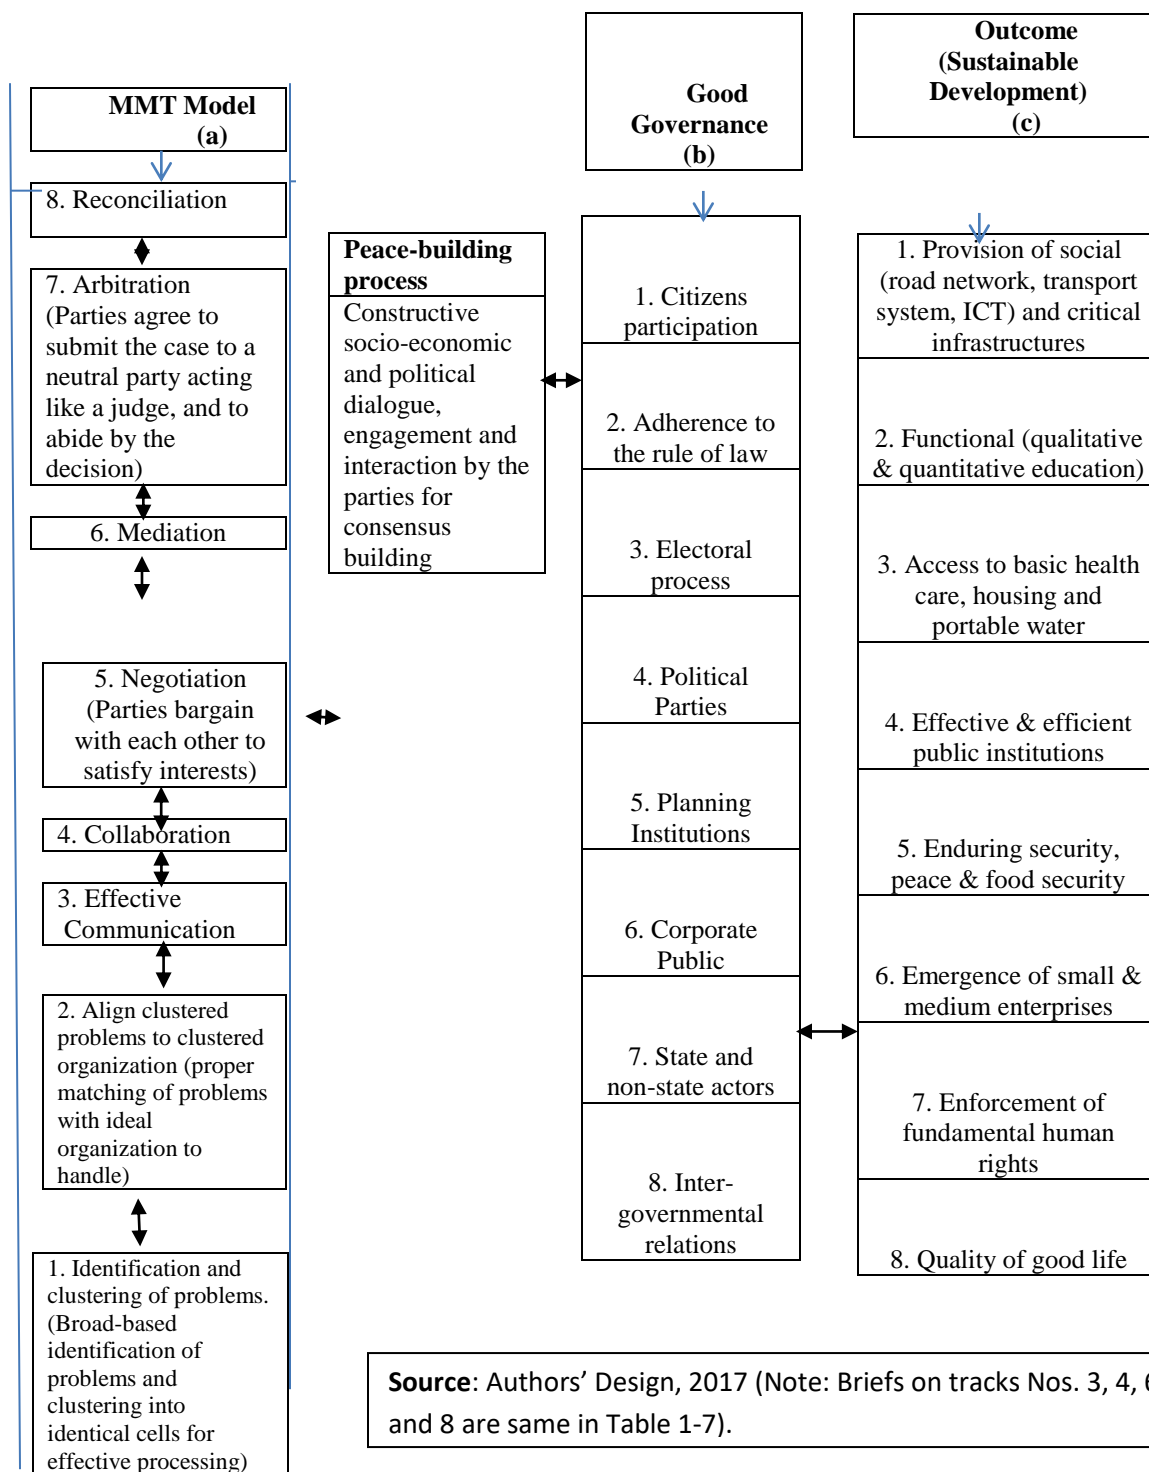 MMT Model
(a)
8. Reconciliation
7. Arbitration
(Parties agree to
submit the case to a
neutral party acting
like a judge, and to
abide by the
decision)
6. Mediation
5. Negotiation
(Parties bargain
with each other to
satisfy interests)
4. Collaboration
3. Effective
Communication
2. Align clustered
problems to clustered
organization (proper
matching of problems
with ideal
organization to
handle)
1. Identification and
clustering of problems.
(Broad-based
identification of
problems and
clustering into
identical cells for
effective processing)
Peace-building
process
Constructive
socio-economic
and political
dialogue,
engagement and
interaction by the
parties for
consensus
building
Good
Governance
(b)
1. Citizens
participation
2. Adherence to
the rule of law
3. Electoral
process
4. Political
Parties
5. Planning
Institutions
6. Corporate
Public
7. State and
non-state actors
8. Inter-
governmental
relations
Outcome
(Sustainable
Development)
(c)
1. Provision of social
(road network, transport
system, ICT) and critical
infrastructures
2. Functional (qualitative
& quantitative education)
3. Access to basic health
care, housing and
portable water
4. Effective & efficient
public institutions
5. Enduring security,
peace & food security
6. Emergence of small &
medium enterprises
7. Enforcement of
fundamental human
rights
8. Quality of good life
Source: Authors’ Design, 2017 (Note: Briefs on tracks Nos. 3, 4, 6
and 8 are same in Table 1-7).